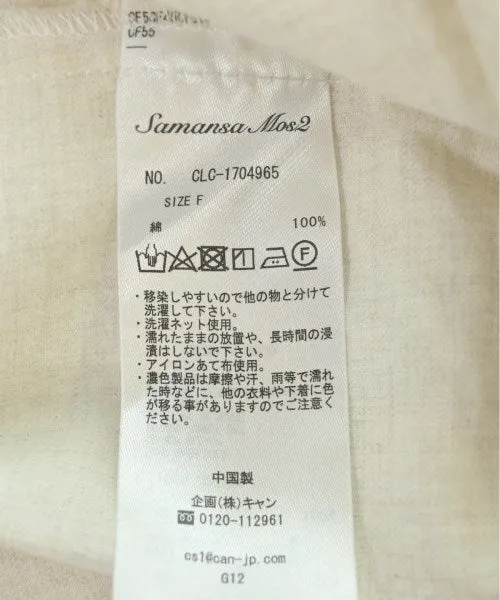 Samansa Mos2
NO. CLC-1704965
SIZE F
綿 100%
F
・移染しやすいので他の物と分けて
洗濯して下さい。
・洗濯ネット使用。
・濡れたままの放置や、長時間の浸
漬はしないで下さい。
・アイロンあて布使用。
・濃色製品は摩擦や汗、雨等で濡れ
た時などに、他の衣料や下着に色
が移る事がありますのでご注意く
ださい。
中国製
企画(株)キャン
0120-112961
cs1@can-jp.com
G12